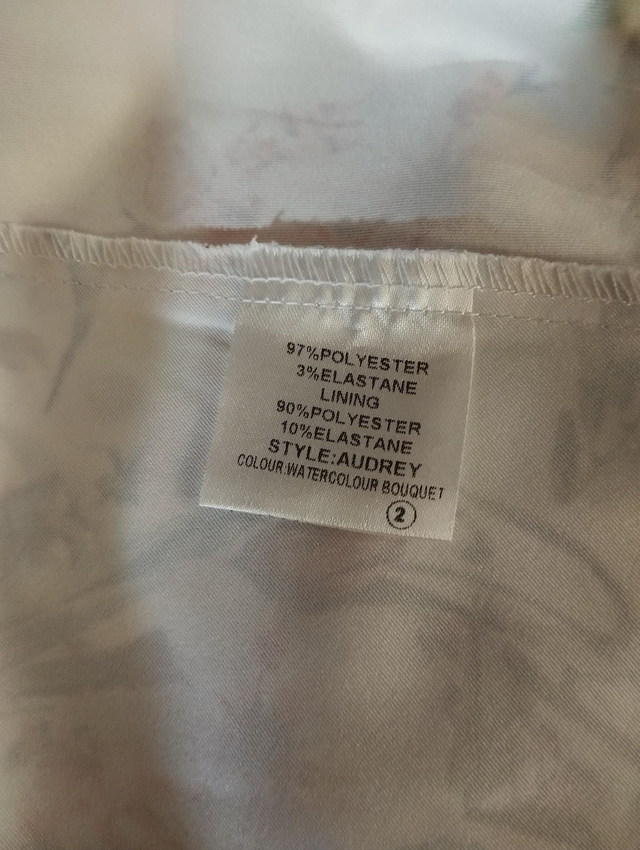 97%POLYESTER
3%ELASTANE
LINING
90%POLYESTER
10%ELASTANE
STYLE:AUDREY
COLOUR:WATERCOLOUR BOUQUET
2